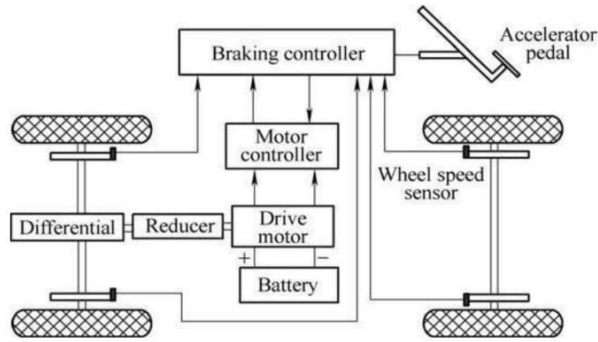 Braking controller
Accelerator
pedal
Motor
controller
Wheel speed
sensor
Differential
Reducer
Drive
motor
+
−
Battery